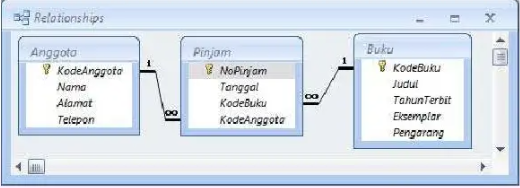 Relationships
Anggota
KodeAnggota
Nama
Alamat
Telepon
1
∞
Pinjam
NoPinjam
Tanggal
KodeBuku
KodeAnggota
∞
1
Buku
KodeBuku
Judul
TahunTerbit
Eksemplar
Pengarang